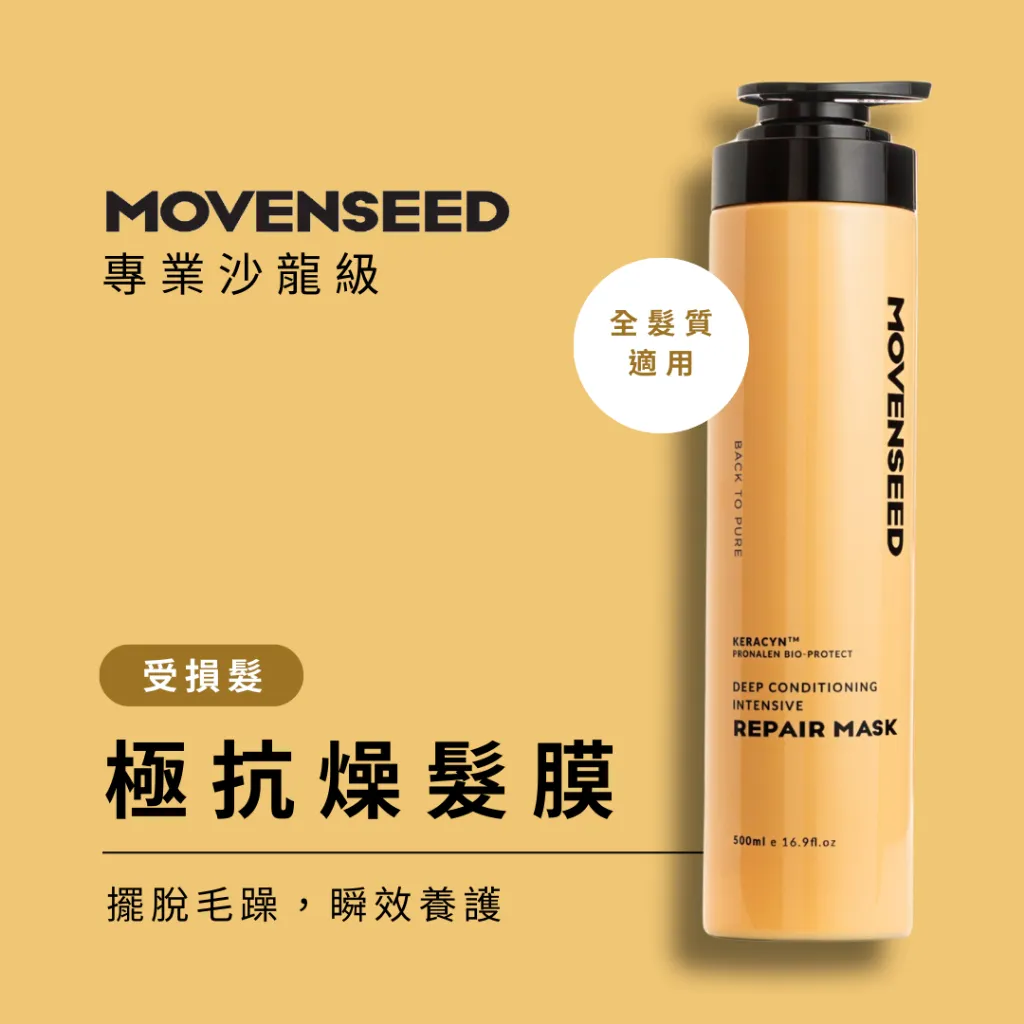 MOVENSEED
專業沙龍級
全髮質
適用
受損髮
極抗燥髮膜
擺脫毛躁，瞬效養護
MOVENSEED
BACK TO PURE
KERACYN™
PRONALEN BIO-PROTECT
DEEP CONDITIONING
INTENSIVE
REPAIR MASK
500ml e 16.9fl.oz